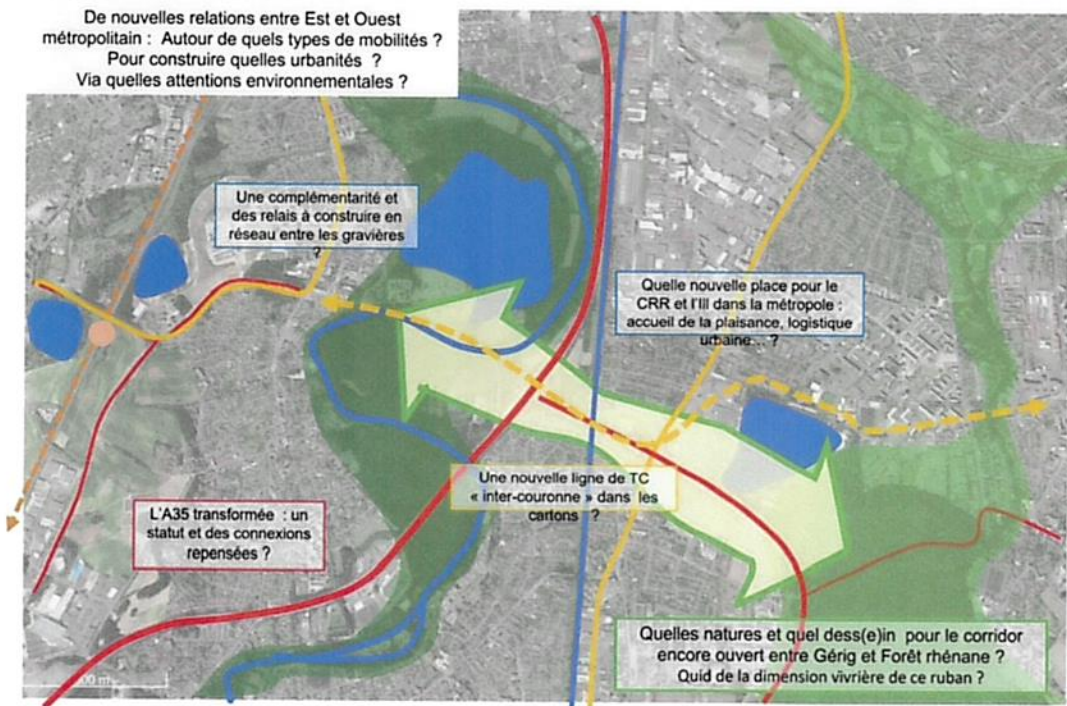 De nouvelles relations entre Est et Ouest
métropolitain : Autour de quels types de mobilités ?
Pour construire quelles urbanités ?
Via quelles attentions environnementales ?
Une complémentarité et
des relais à construire en
réseau entre les gravières
?
Quelle nouvelle place pour le
CRR et l'Ill dans la métropole :
accueil de la plaisance, logistique
urbaine... ?
Une nouvelle ligne de TC
« inter-couronne » dans les
cartons ?
L'A35 transformée : un
statut et des connexions
repensées ?
Quelles natures et quel dess(e)in pour le corridor
encore ouvert entre Gérig et Forêt rhénane ?
Quid de la dimension vivrière de ce ruban ?